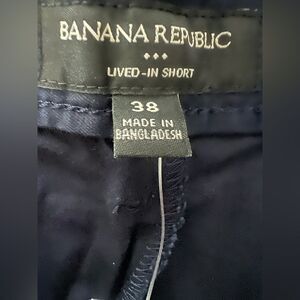 BANANA REPUBLIC
LIVED-IN SHORT
38
MADE IN
BANGLADESH